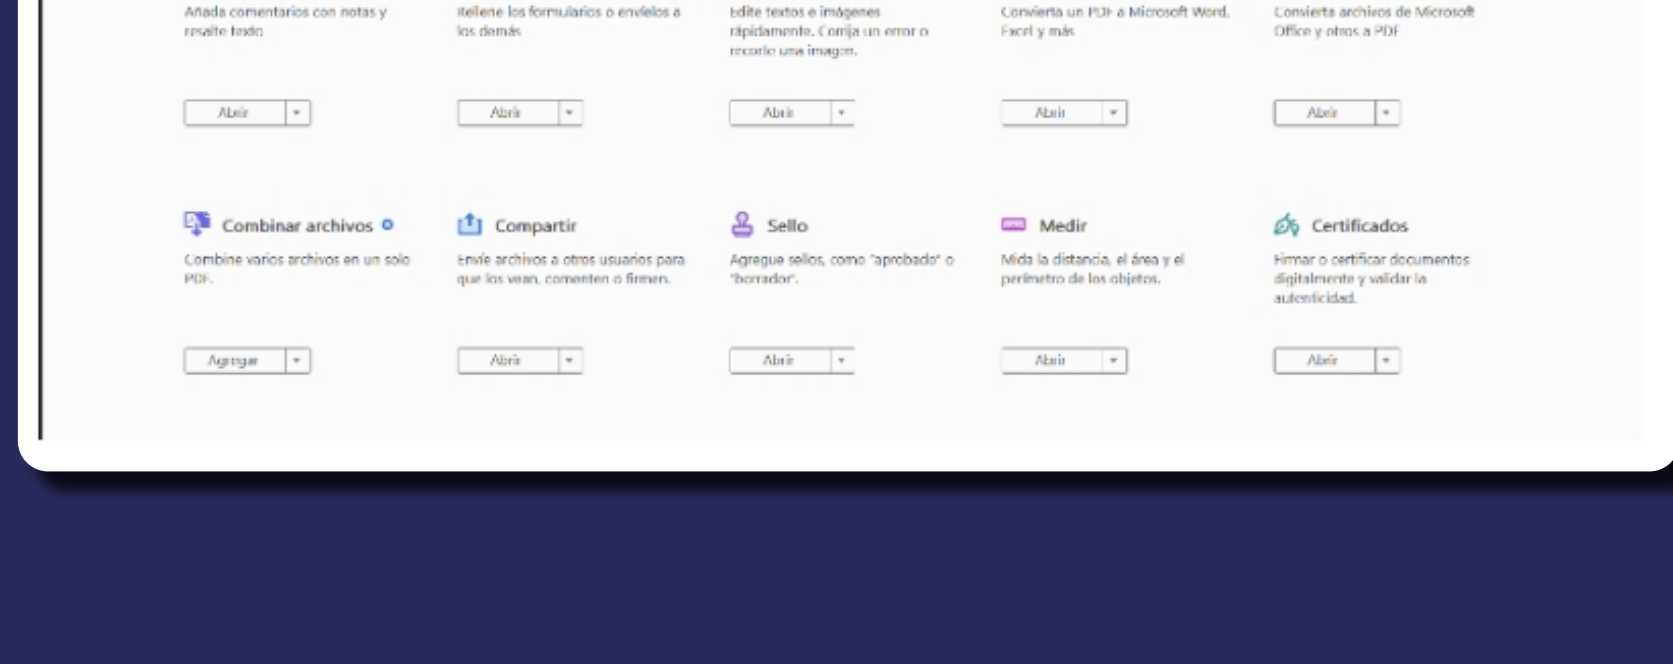 Añada comentarios con notas y
resalte texto
Rellene los formularios o envíelos a
los demás
Edite textos e imágenes
rápidamente. Corrija un error o
recorte una imagen.
Convierta un PDF a Microsoft Word,
Excel y más
Convierta archivos de Microsoft
Office y otros a PDF
Abrir
Abrir
Abrir
Abrir
Abrir
Combinar archivos
Combine varios archivos en un solo
PDF.
Compartir
Envíe archivos a otros usuarios para
que los vean, comenten o firmen.
Sello
Agregue sellos, como "aprobado" o
"borrador".
Medir
Mida la distancia, el área y el
perímetro de los objetos.
Certificados
Firmar o certificar documentos
digitalmente y validar la
autenticidad.
Agregar
Abrir
Abrir
Abrir
Abrir